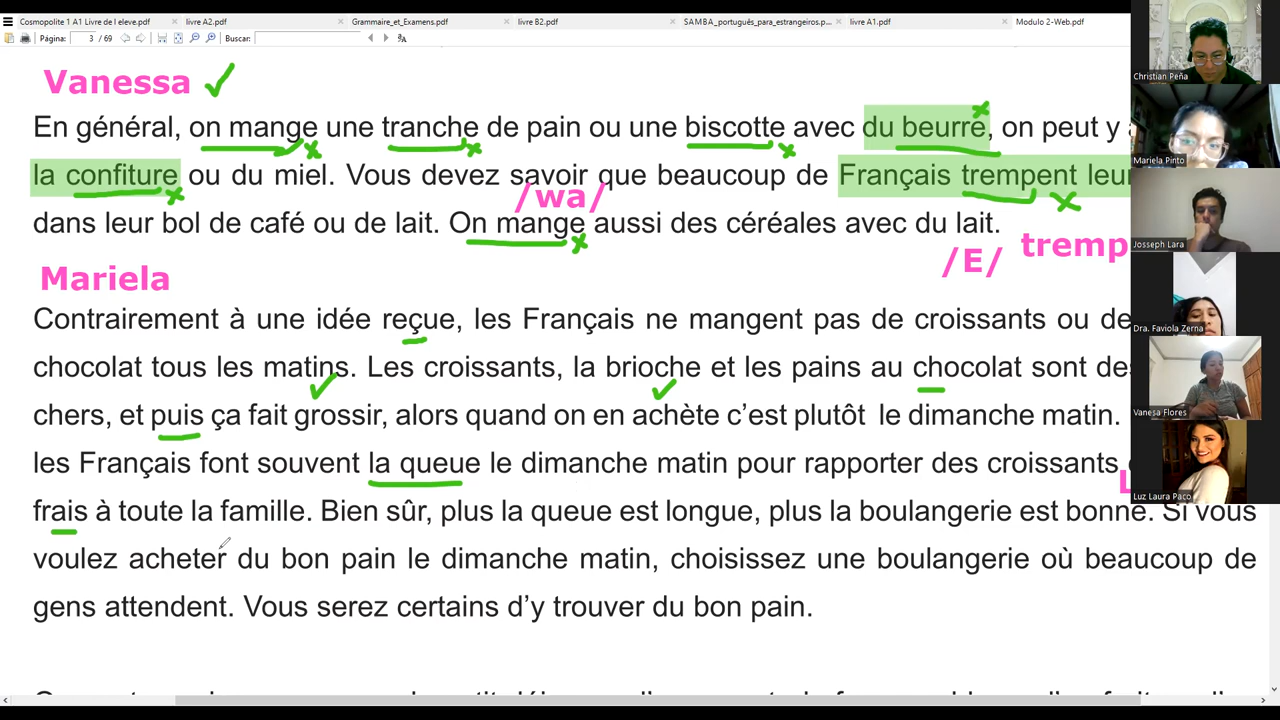 Cosmopolite 1 A1 Livre de l eleve.pdf × livre A2.pdf × Grammaire_et_Examens.pdf × livre B2.pdf × SAMBA_português_para_estrangeiros.p... × livre A1.pdf × Modulo 2-Web.pdf
Página: 3 / 69 Buscar:
Vanessa
En général, on mange une tranche de pain ou une biscotte avec du beurre, on peut y
la confiture ou du miel. Vous devez savoir que beaucoup de Français trempent leur
/wa/
dans leur bol de café ou de lait. On mange aussi des céréales avec du lait.
/E/ tremp
Mariela
Contrairement à une idée reçue, les Français ne mangent pas de croissants ou de
chocolat tous les matins. Les croissants, la brioche et les pains au chocolat sont des
chers, et puis ça fait grossir, alors quand on en achète c’est plutôt le dimanche matin.
les Français font souvent la queue le dimanche matin pour rapporter des croissants
frais à toute la famille. Bien sûr, plus la queue est longue, plus la boulangerie est bonne. Si vous
voulez acheter du bon pain le dimanche matin, choisissez une boulangerie où beaucoup de
gens attendent. Vous serez certains d’y trouver du bon pain.
Christian Peña
Mariela Pinto
Josseph Lara
Dra. Faviola Zerna
Vanesa Flores
Luz Laura Paco